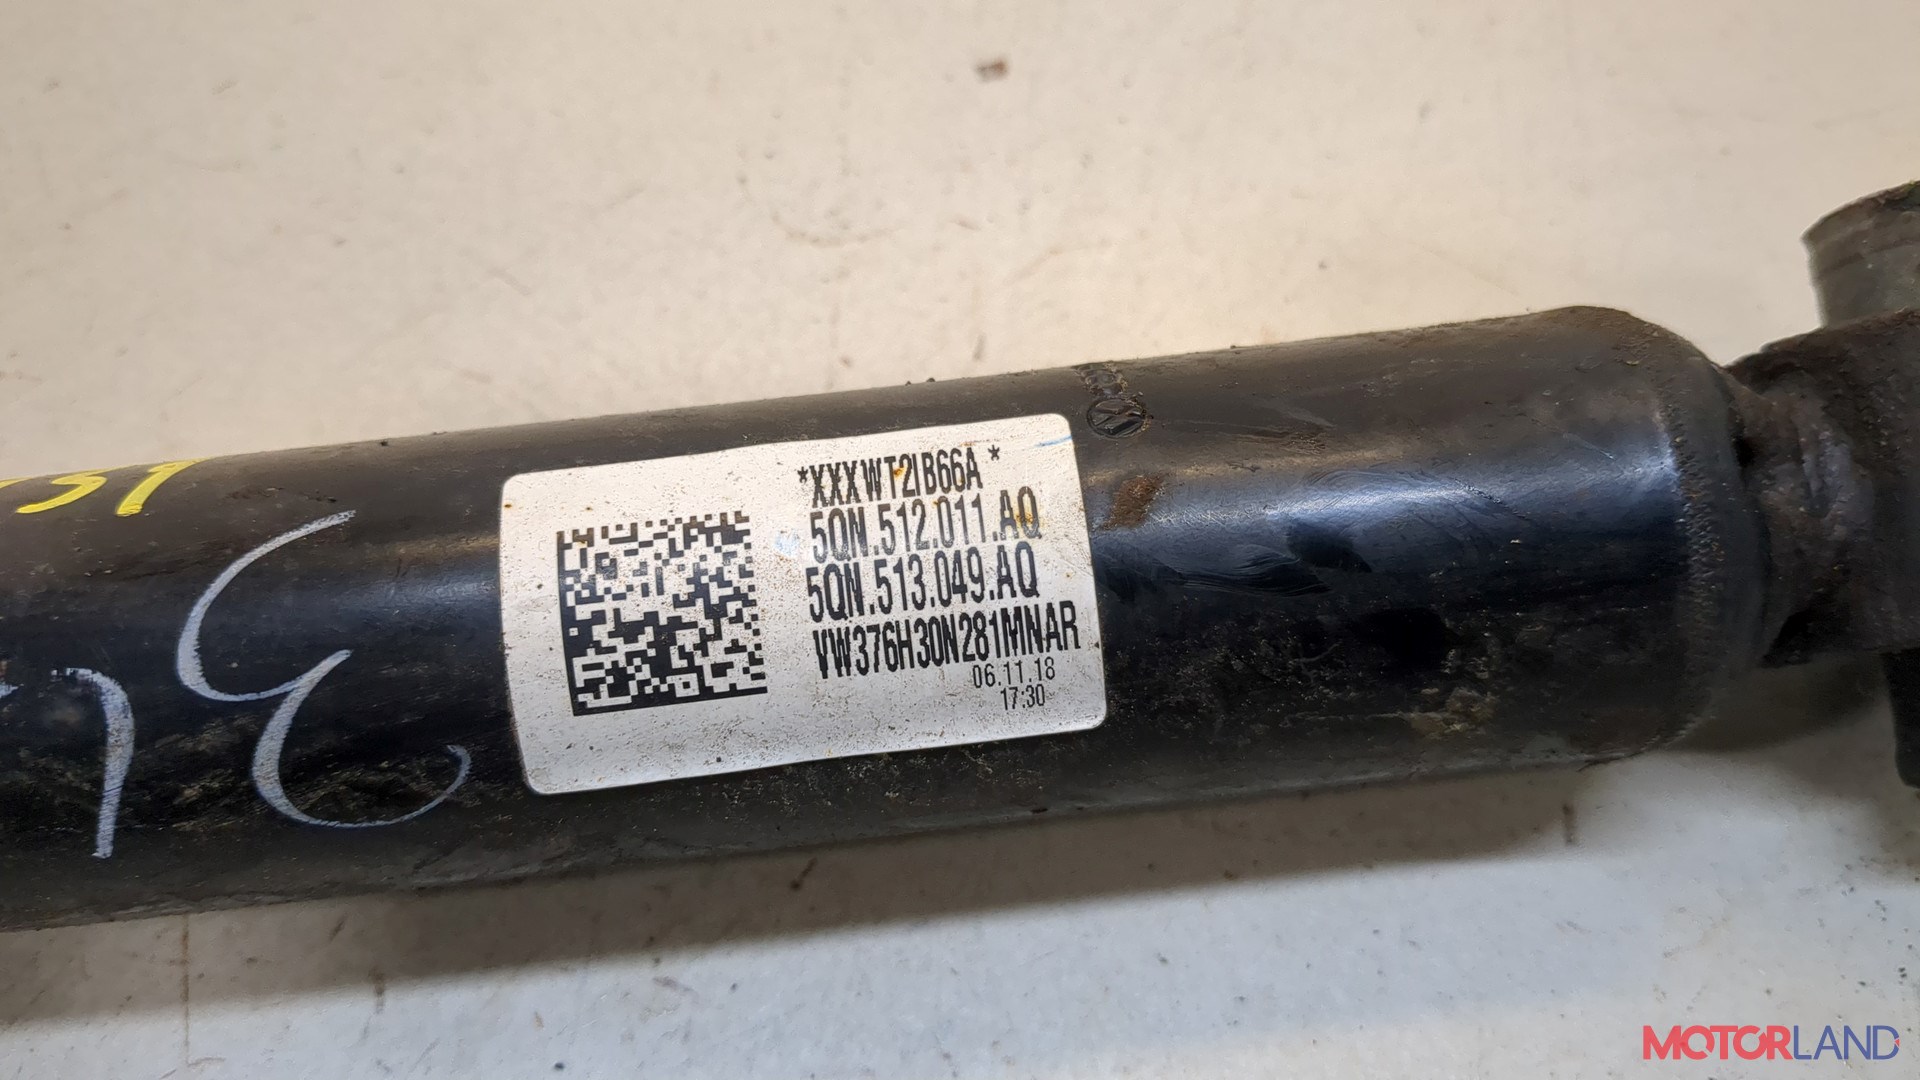 *XXXWT2IB66A *
5QN.512.011.AQ
5QN.513.049.AQ
VW376H30N281MNAR
06.11.18
17:30
MOTORLAND